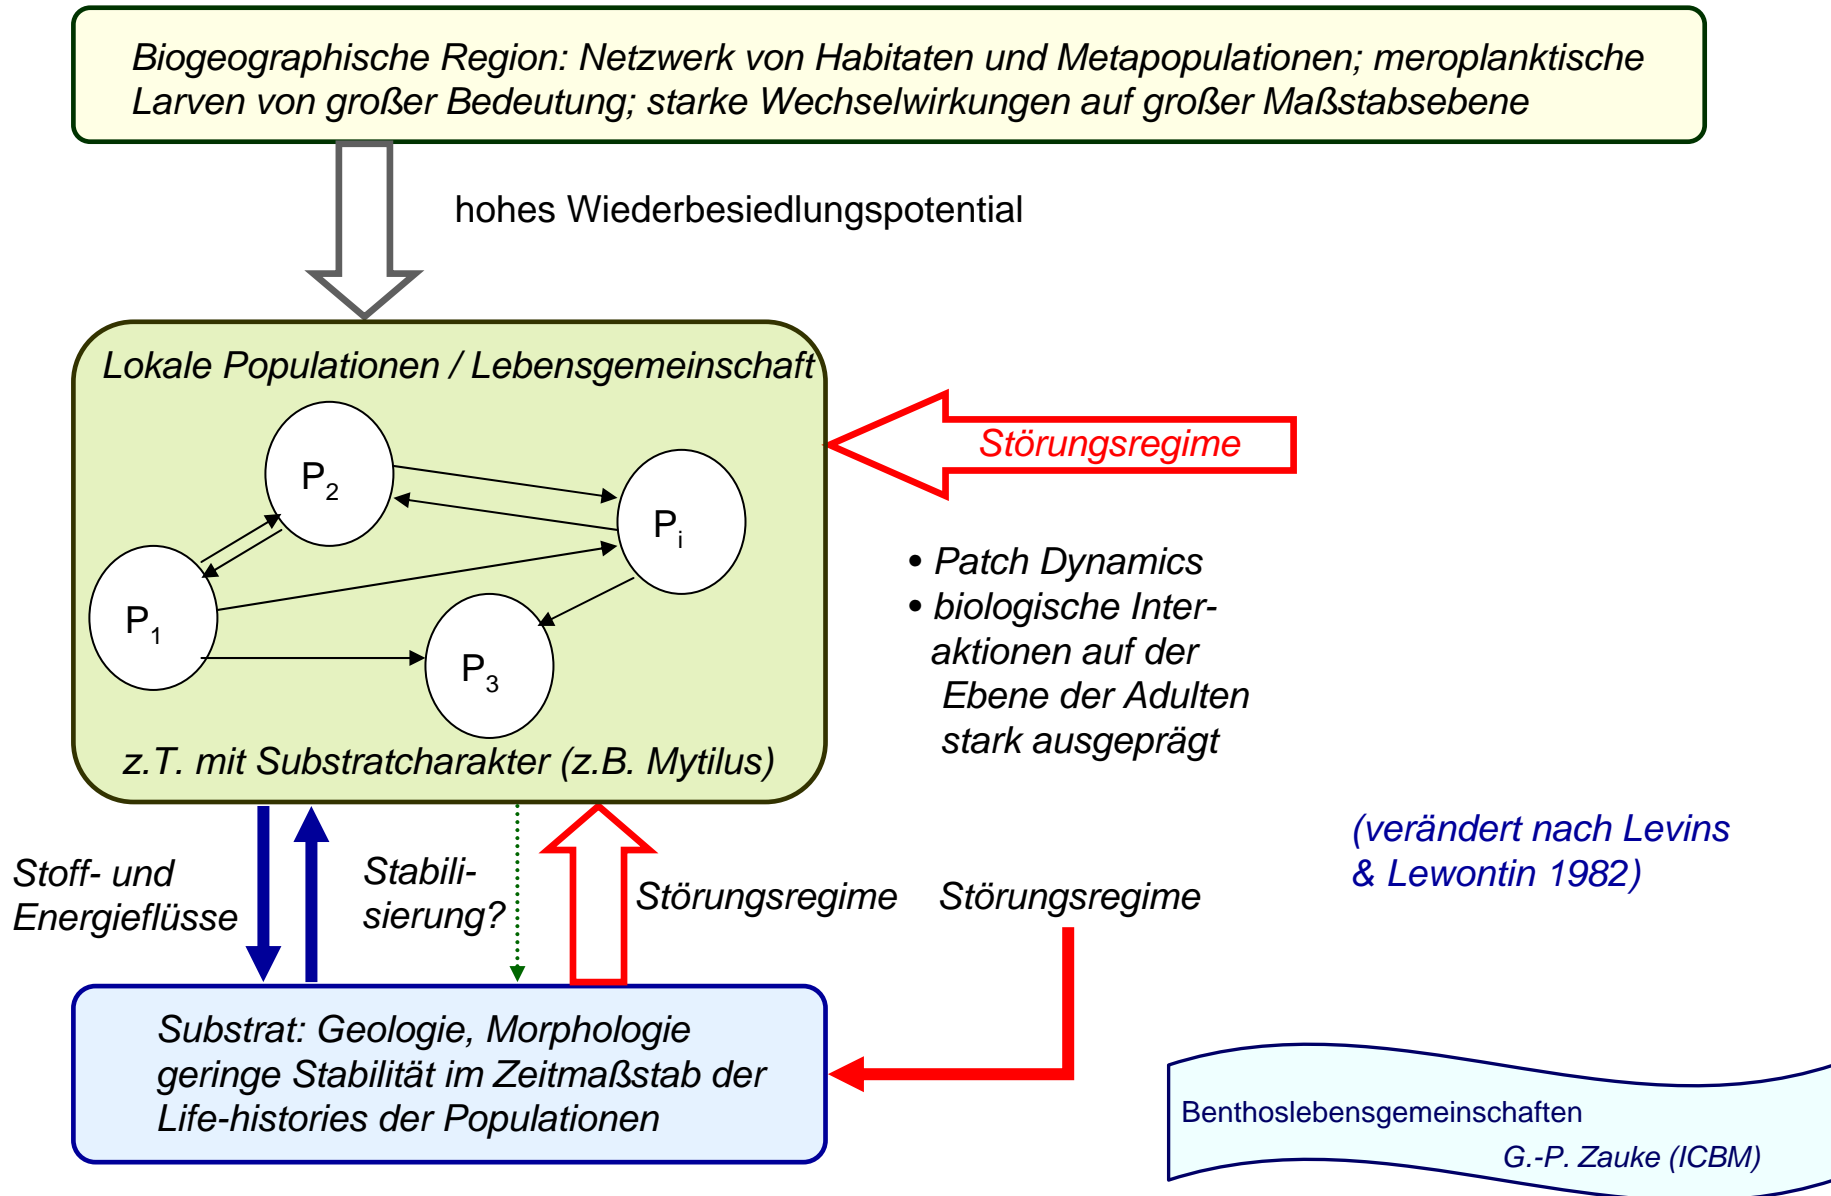 Biogeographische Region: Netzwerk von Habitaten und Metapopulationen; meroplanktische
Larven von großer Bedeutung; starke Wechselwirkungen auf großer Maßstabsebene
hohes Wiederbesiedlungspotential
Lokale Populationen / Lebensgemeinschaft
P2
Pi
P1
P3
z.T. mit Substratcharakter (z.B. Mytilus)
Störungsregime
• Patch Dynamics
• biologische Inter-
aktionen auf der
Ebene der Adulten
stark ausgeprägt
(verändert nach Levins
& Lewontin 1982)
Stoff- und
Energieflüsse
Stabili-
sierung?
Störungsregime
Störungsregime
Substrat: Geologie, Morphologie
geringe Stabilität im Zeitmaßstab der
Life-histories der Populationen
Benthoslebensgemeinschaften
G.-P. Zauke (ICBM)